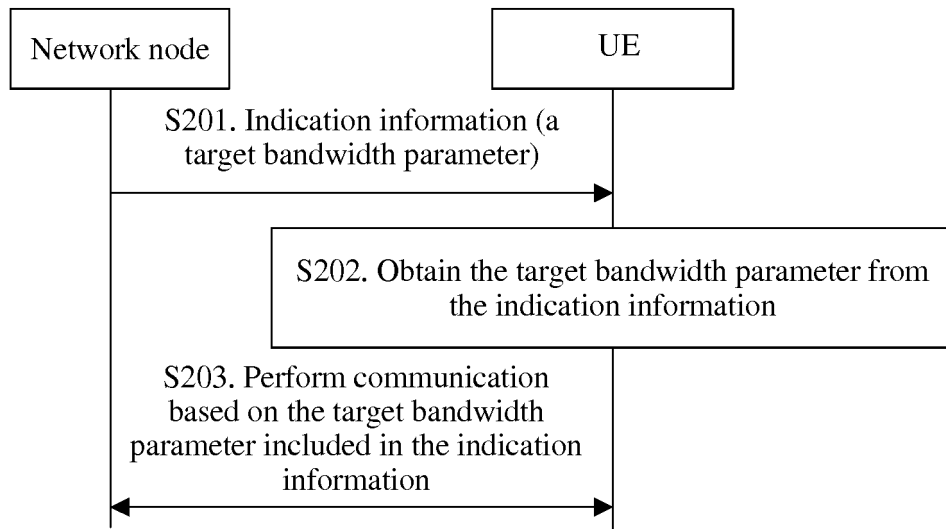 Network node
UE
S201. Indication information (a
target bandwidth parameter)
S202. Obtain the target bandwidth parameter from
the indication information
S203. Perform communication
based on the target bandwidth
parameter included in the indication
information